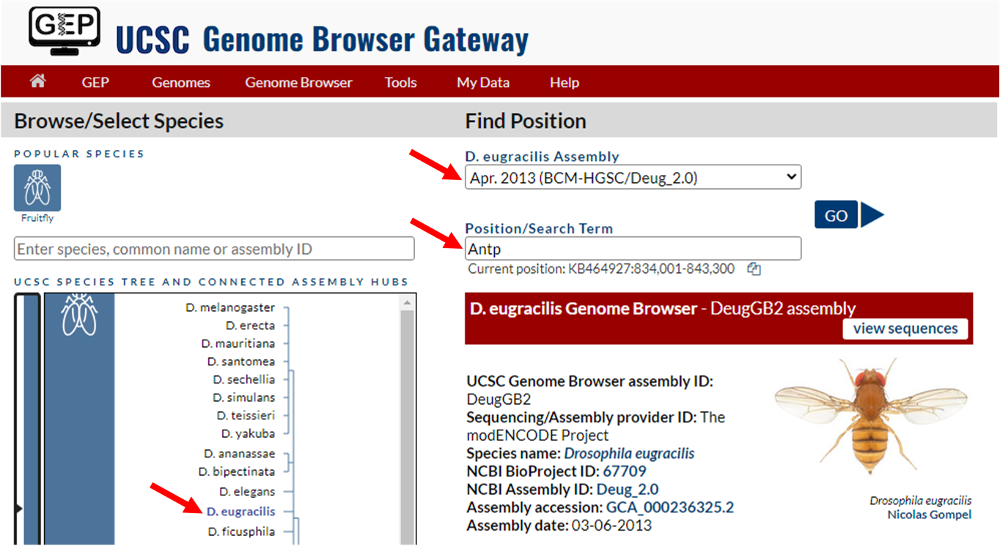 GEP
UCSC Genome Browser Gateway
GEP Genomes Genome Browser Tools My Data Help
Browse/Select Species
POPULAR SPECIES
Fruitfly
Enter species, common name or assembly ID
UCSC SPECIES TREE AND CONNECTED ASSEMBLY HUBS
D. melanogaster
D. erecta
D. mauritiana
D. santomea
D. sechellia
D. simulans
D. teissieri
D. yakuba
D. ananassae
D. bipectinata
D. elegans
D. eugracilis
D. ficusphila
Find Position
D. eugracilis Assembly
Apr. 2013 (BCM-HGSC/Deug_2.0)
GO
Position/Search Term
Antp
Current position: KB464927:834,001-843,300
D. eugracilis Genome Browser - DeugGB2 assembly
view sequences
UCSC Genome Browser assembly ID:
DeugGB2
Sequencing/Assembly provider ID: The
modENCODE Project
Species name: Drosophila eugracilis
NCBI BioProject ID: 67709
NCBI Assembly ID: Deug_2.0
Assembly accession: GCA_000236325.2
Assembly date: 03-06-2013
Drosophila eugracilis
Nicolas Gompel